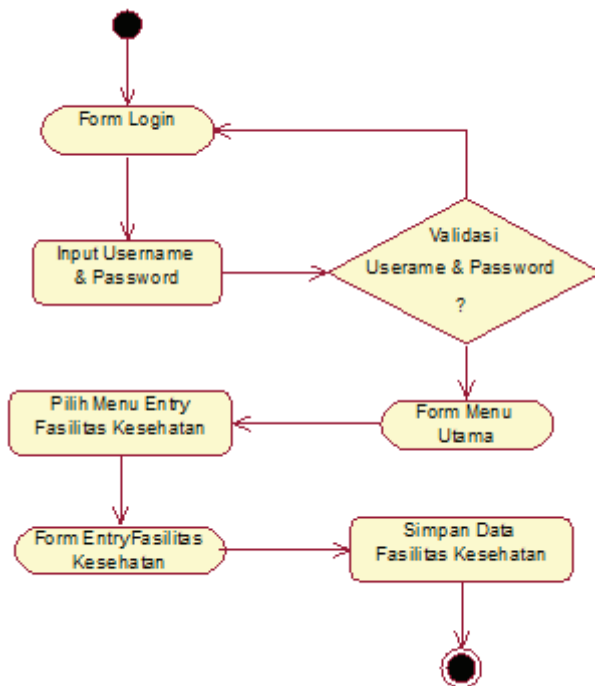 Form Login
Input Username
& Password
Validasi
Userame & Password
?
Form Menu
Utama
Pilih Menu Entry
Fasilitas Kesehatan
Form EntryFasilitas
Kesehatan
Simpan Data
Fasilitas Kesehatan